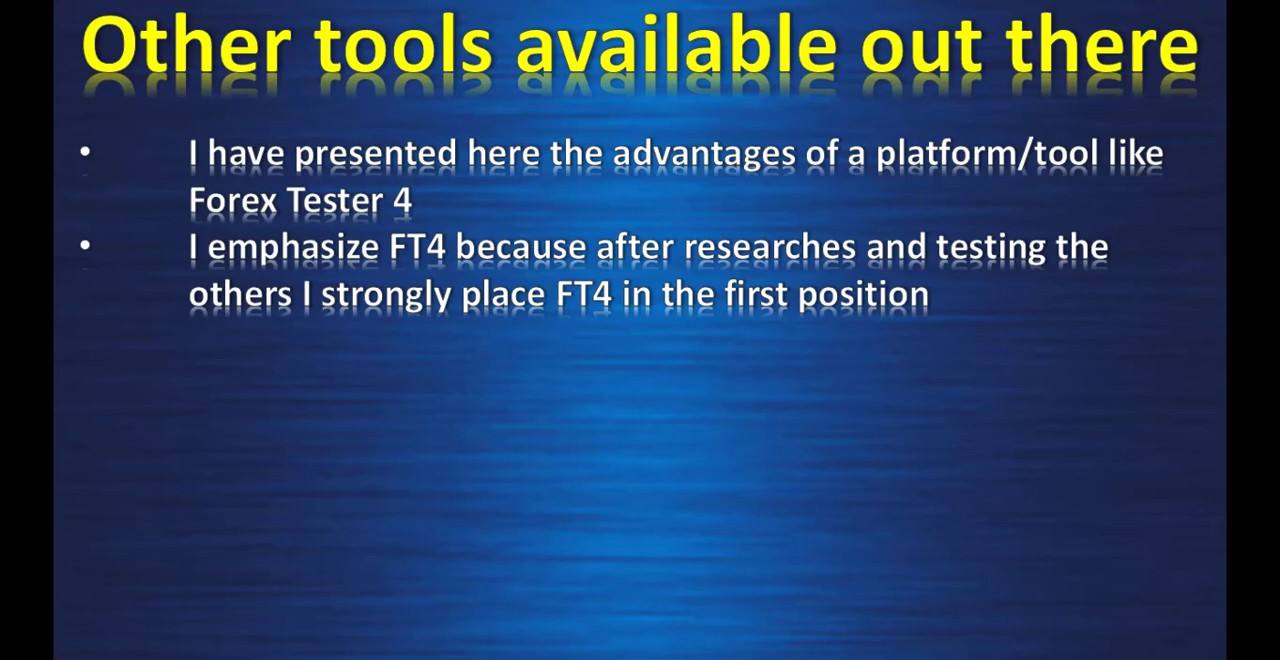 Other tools available out there
• I have presented here the advantages of a platform/tool like
Forex Tester 4
• I emphasize FT4 because after researches and testing the
others I strongly place FT4 in the first position